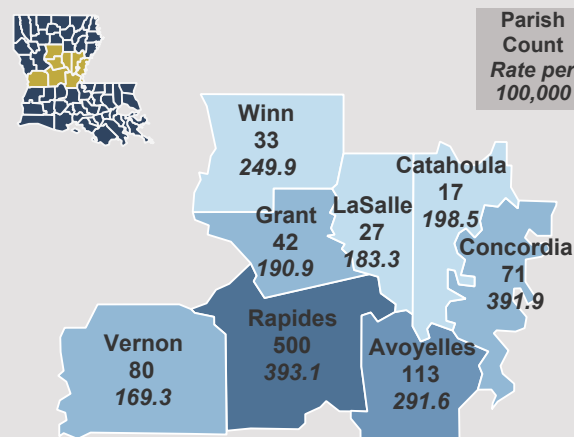 Parish
Count
Rate per
100,000
Winn
33
249.9
Catahoula
17
198.5
LaSalle
27
183.3
Grant
42
190.9
Concordia
71
391.9
Rapides
500
393.1
Vernon
80
169.3
Avoyelles
113
291.6